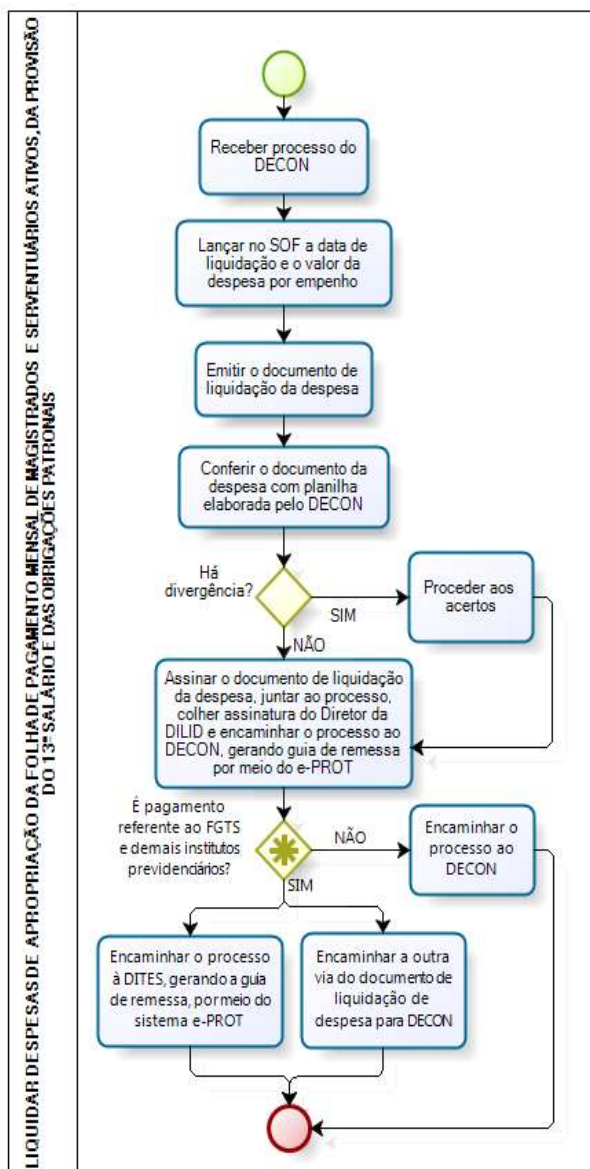 LIQUIDAR DESPESAS DE APROPRIAÇÃO DA FOLHA DE PAGAMENTO MENSAL DE MAGISTRADOS E SERVENTUÁRIOS ATIVOS, DA PROVISÃO
DO 13º SALÁRIO E DAS OBRIGAÇÕES PATRONAIS
Receber processo do
DECON
Lançar no SOF a data de
liquidação e o valor da
despesa por empenho
Emitir o documento de
liquidação da despesa
Conferir o documento da
despesa com planilha
elaborada pelo DECON
Há
divergência?
SIM
Proceder aos
acertos
NÃO
Assinar o documento de liquidação
da despesa, juntar ao processo,
colher assinatura do Diretor da
DILID e encaminhar o processo ao
DECON, gerando guia de remessa
por meio do e-PROT
É pagamento
referente ao FGTS
e demais institutos
previdenciários?
NÃO
Encaminhar o
processo ao
DECON
SIM
Encaminhar o processo
à DITES, gerando a guia
de remessa, por meio do
sistema e-PROT
Encaminhar a outra
via do documento de
liquidação de
despesa para DECON